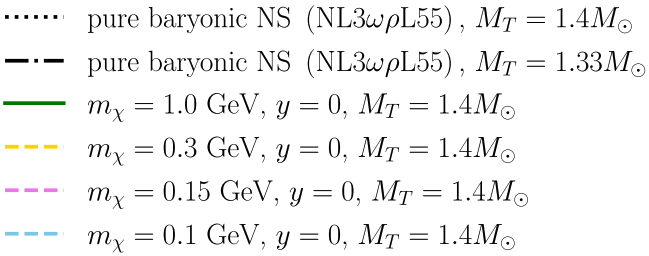 pure baryonic NS (NL3ωρL55), M_T = 1.4M_⊙
pure baryonic NS (NL3ωρL55), M_T = 1.33M_⊙
m_χ = 1.0 GeV, y = 0, M_T = 1.4M_⊙
m_χ = 0.3 GeV, y = 0, M_T = 1.4M_⊙
m_χ = 0.15 GeV, y = 0, M_T = 1.4M_⊙
m_χ = 0.1 GeV, y = 0, M_T = 1.4M_⊙